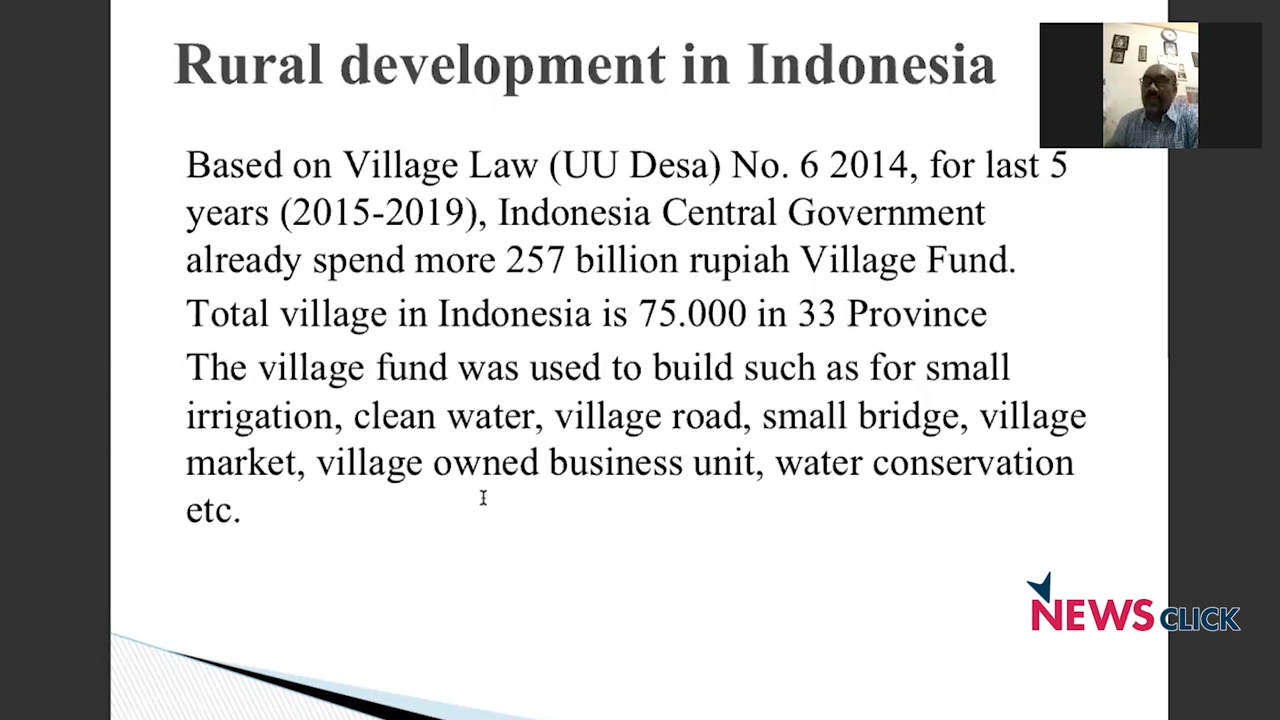 Rural development in Indonesia
Based on Village Law (UU Desa) No. 6 2014, for last 5
years (2015-2019), Indonesia Central Government
already spend more 257 billion rupiah Village Fund.
Total village in Indonesia is 75.000 in 33 Province
The village fund was used to build such as for small
irrigation, clean water, village road, small bridge, village
market, village owned business unit, water conservation
etc.
NEWS CLICK